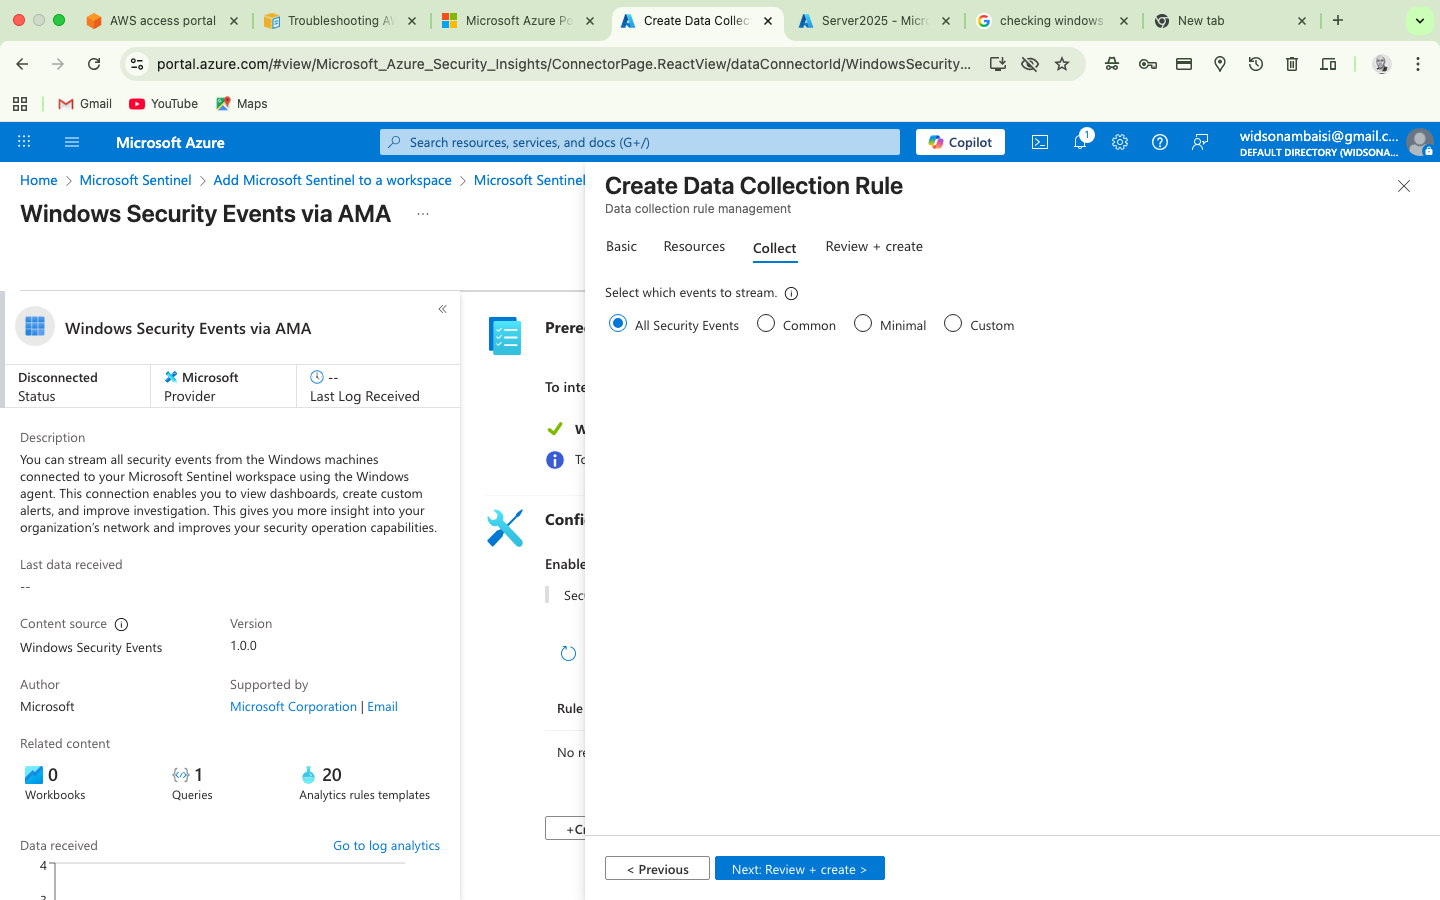 AWS access portal
Troubleshooting AW
Microsoft Azure Po
Create Data Collec
Server2025 - Micro
checking windows
New tab
portal.azure.com/#view/Microsoft_Azure_Security_Insights/ConnectorPage.ReactView/dataConnectorId/WindowsSecurity...
Gmail
YouTube
Maps
Microsoft Azure
Search resources, services, and docs (G+/)
Copilot
1
widsonambaisi@gmail.c...
DEFAULT DIRECTORY (WIDSONA...
Home > Microsoft Sentinel > Add Microsoft Sentinel to a workspace > Microsoft Sentinel
Windows Security Events via AMA ...
Windows Security Events via AMA
Disconnected
Status
Microsoft
Provider
--
Last Log Received
Description
You can stream all security events from the Windows machines
connected to your Microsoft Sentinel workspace using the Windows
agent. This connection enables you to view dashboards, create custom
alerts, and improve investigation. This gives you more insight into your
organization's network and improves your security operation capabilities.
Last data received
--
Content source
Windows Security Events
Version
1.0.0
Author
Microsoft
Supported by
Microsoft Corporation | Email
Related content
0
Workbooks
1
Queries
20
Analytics rules templates
Data received
Go to log analytics
4
3
Prere
To inte
W
To
Confi
Enable
Secu
Rule
No re
+Cr
Create Data Collection Rule
Data collection rule management
Basic
Resources
Collect
Review + create
Select which events to stream.
All Security Events
Common
Minimal
Custom
< Previous
Next: Review + create >